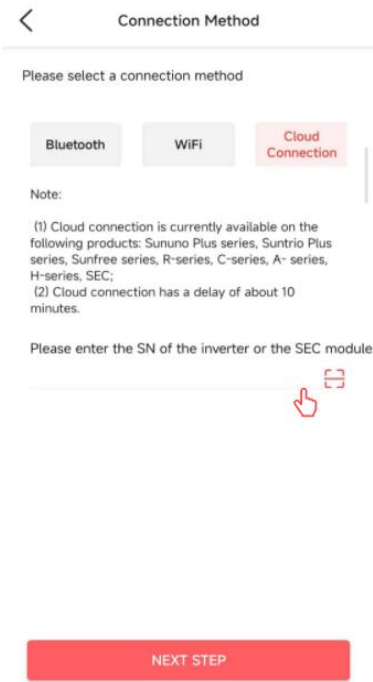 Connection Method
Please select a connection method
Bluetooth
WiFi
Cloud
Connection
Note:
(1) Cloud connection is currently available on the
following products: Sununo Plus series, Suntrio Plus
series, Sunfree series, R-series, C-series, A- series,
H-series, SEC;
(2) Cloud connection has a delay of about 10
minutes.
Please enter the SN of the inverter or the SEC module
NEXT STEP